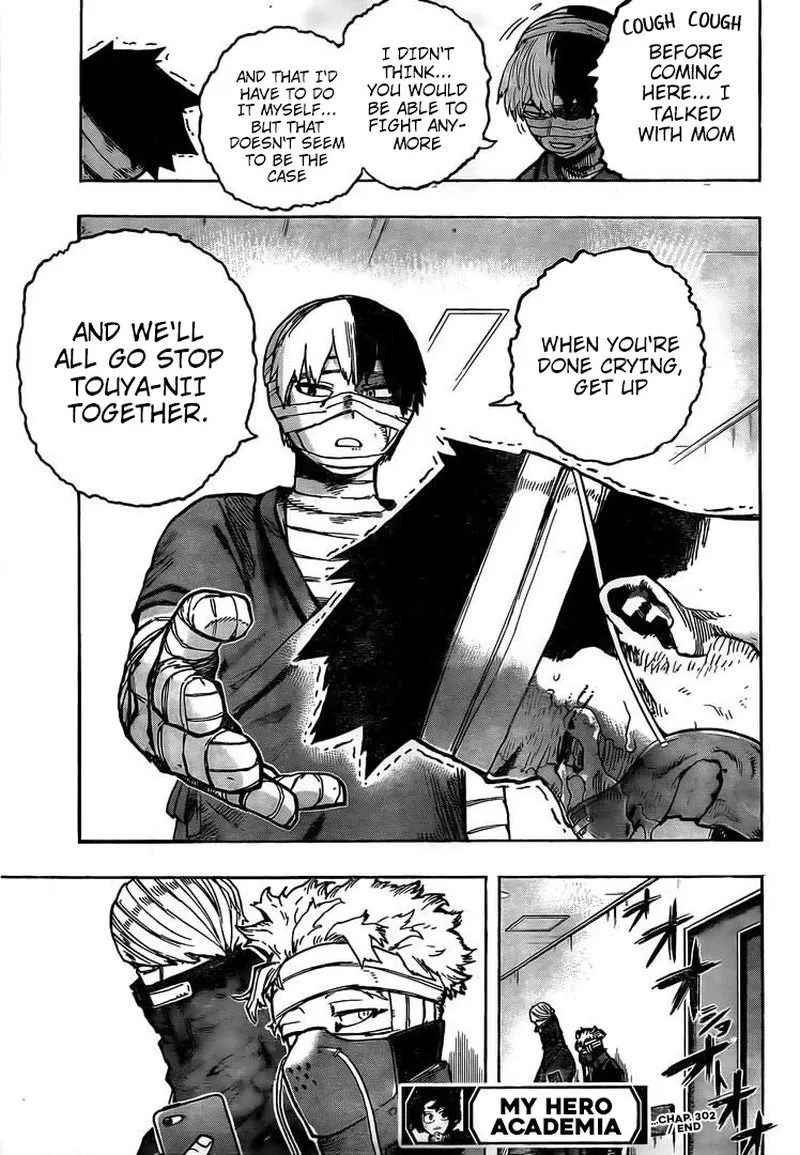 COUGH COUGH
BEFORE
COMING
HERE... I
TALKED
WITH MOM
I DIDN'T
THINK...
YOU WOULD
BE ABLE TO
FIGHT ANY-
MORE
AND THAT I'D
HAVE TO DO
IT MYSELF...
BUT THAT
DOESN'T SEEM
TO BE THE
CASE
WHEN YOU'RE
DONE CRYING,
GET UP
AND WE'LL
ALL GO STOP
TOUYA-NII
TOGETHER.
MY HERO
ACADEMIA
...CHAP. 302
/ END